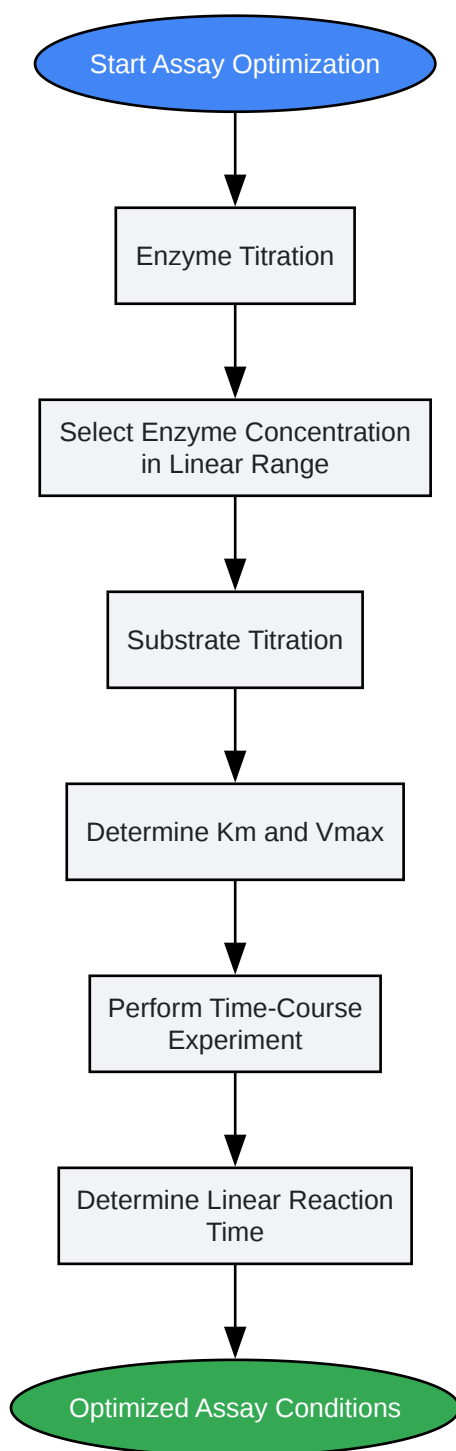 Start Assay Optimization
Enzyme Titration
Select Enzyme Concentration
in Linear Range
Substrate Titration
Determine Km and Vmax
Perform Time-Course
Experiment
Determine Linear Reaction
Time
Optimized Assay Conditions